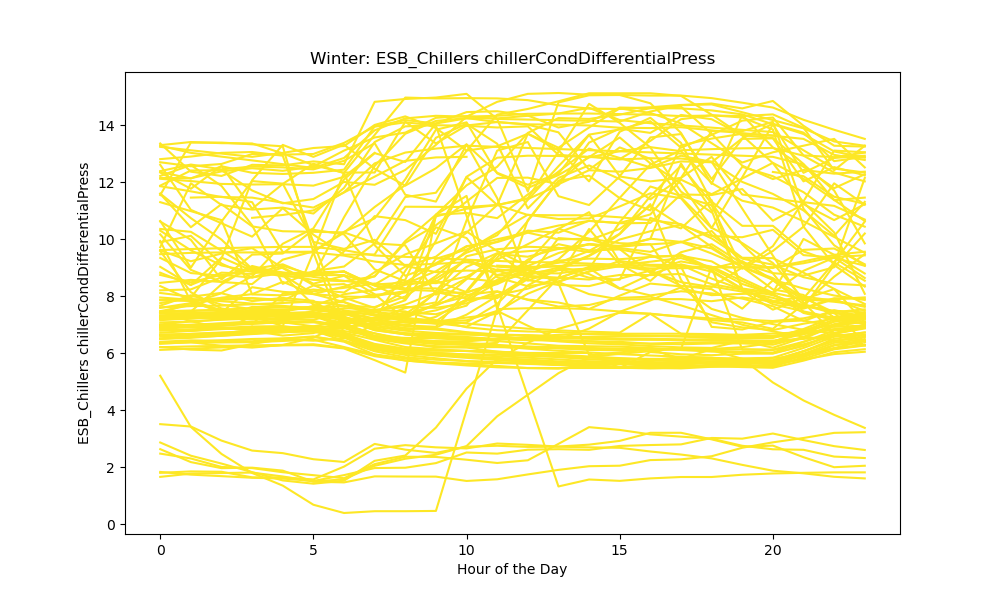 Winter: ESB_Chillers chillerCondDifferentialPress
ESB_Chillers chillerCondDifferentialPress
14
12
10
8
6
4
2
0
0 5 10 15 20
Hour of the Day